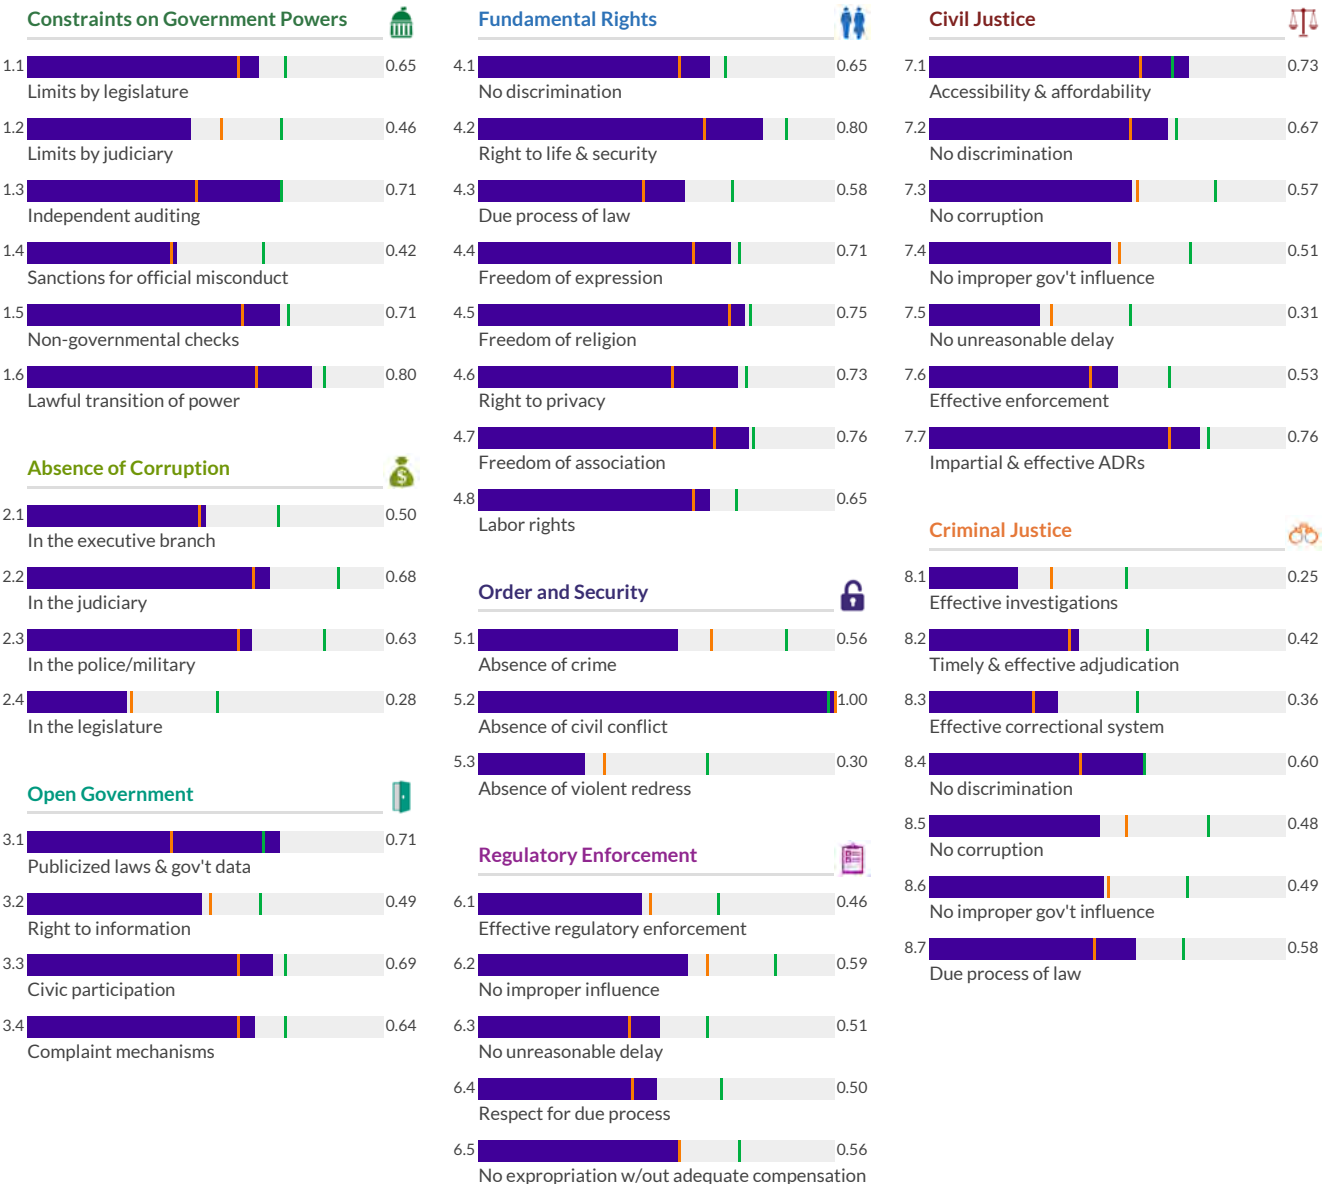 Constraints on Government Powers
1.1 0.65
Limits by legislature
1.2 0.46
Limits by judiciary
1.3 0.71
Independent auditing
1.4 0.42
Sanctions for official misconduct
1.5 0.71
Non-governmental checks
1.6 0.80
Lawful transition of power
Absence of Corruption
$
2.1 0.50
In the executive branch
2.2 0.68
In the judiciary
2.3 0.63
In the police/military
2.4 0.28
In the legislature
Open Government
3.1 0.71
Publicized laws & gov't data
3.2 0.49
Right to information
3.3 0.69
Civic participation
3.4 0.64
Complaint mechanisms
Fundamental Rights
4.1 0.65
No discrimination
4.2 0.80
Right to life & security
4.3 0.58
Due process of law
4.4 0.71
Freedom of expression
4.5 0.75
Freedom of religion
4.6 0.73
Right to privacy
4.7 0.76
Freedom of association
4.8 0.65
Labor rights
Order and Security
5.1 0.56
Absence of crime
5.2 1.00
Absence of civil conflict
5.3 0.30
Absence of violent redress
Regulatory Enforcement
6.1 0.46
Effective regulatory enforcement
6.2 0.59
No improper influence
6.3 0.51
No unreasonable delay
6.4 0.50
Respect for due process
6.5 0.56
No expropriation w/out adequate compensation
Civil Justice
7.1 0.73
Accessibility & affordability
7.2 0.67
No discrimination
7.3 0.57
No corruption
7.4 0.51
No improper gov't influence
7.5 0.31
No unreasonable delay
7.6 0.53
Effective enforcement
7.7 0.76
Impartial & effective ADRs
Criminal Justice
8.1 0.25
Effective investigations
8.2 0.42
Timely & effective adjudication
8.3 0.36
Effective correctional system
8.4 0.60
No discrimination
8.5 0.48
No corruption
8.6 0.49
No improper gov't influence
8.7 0.58
Due process of law